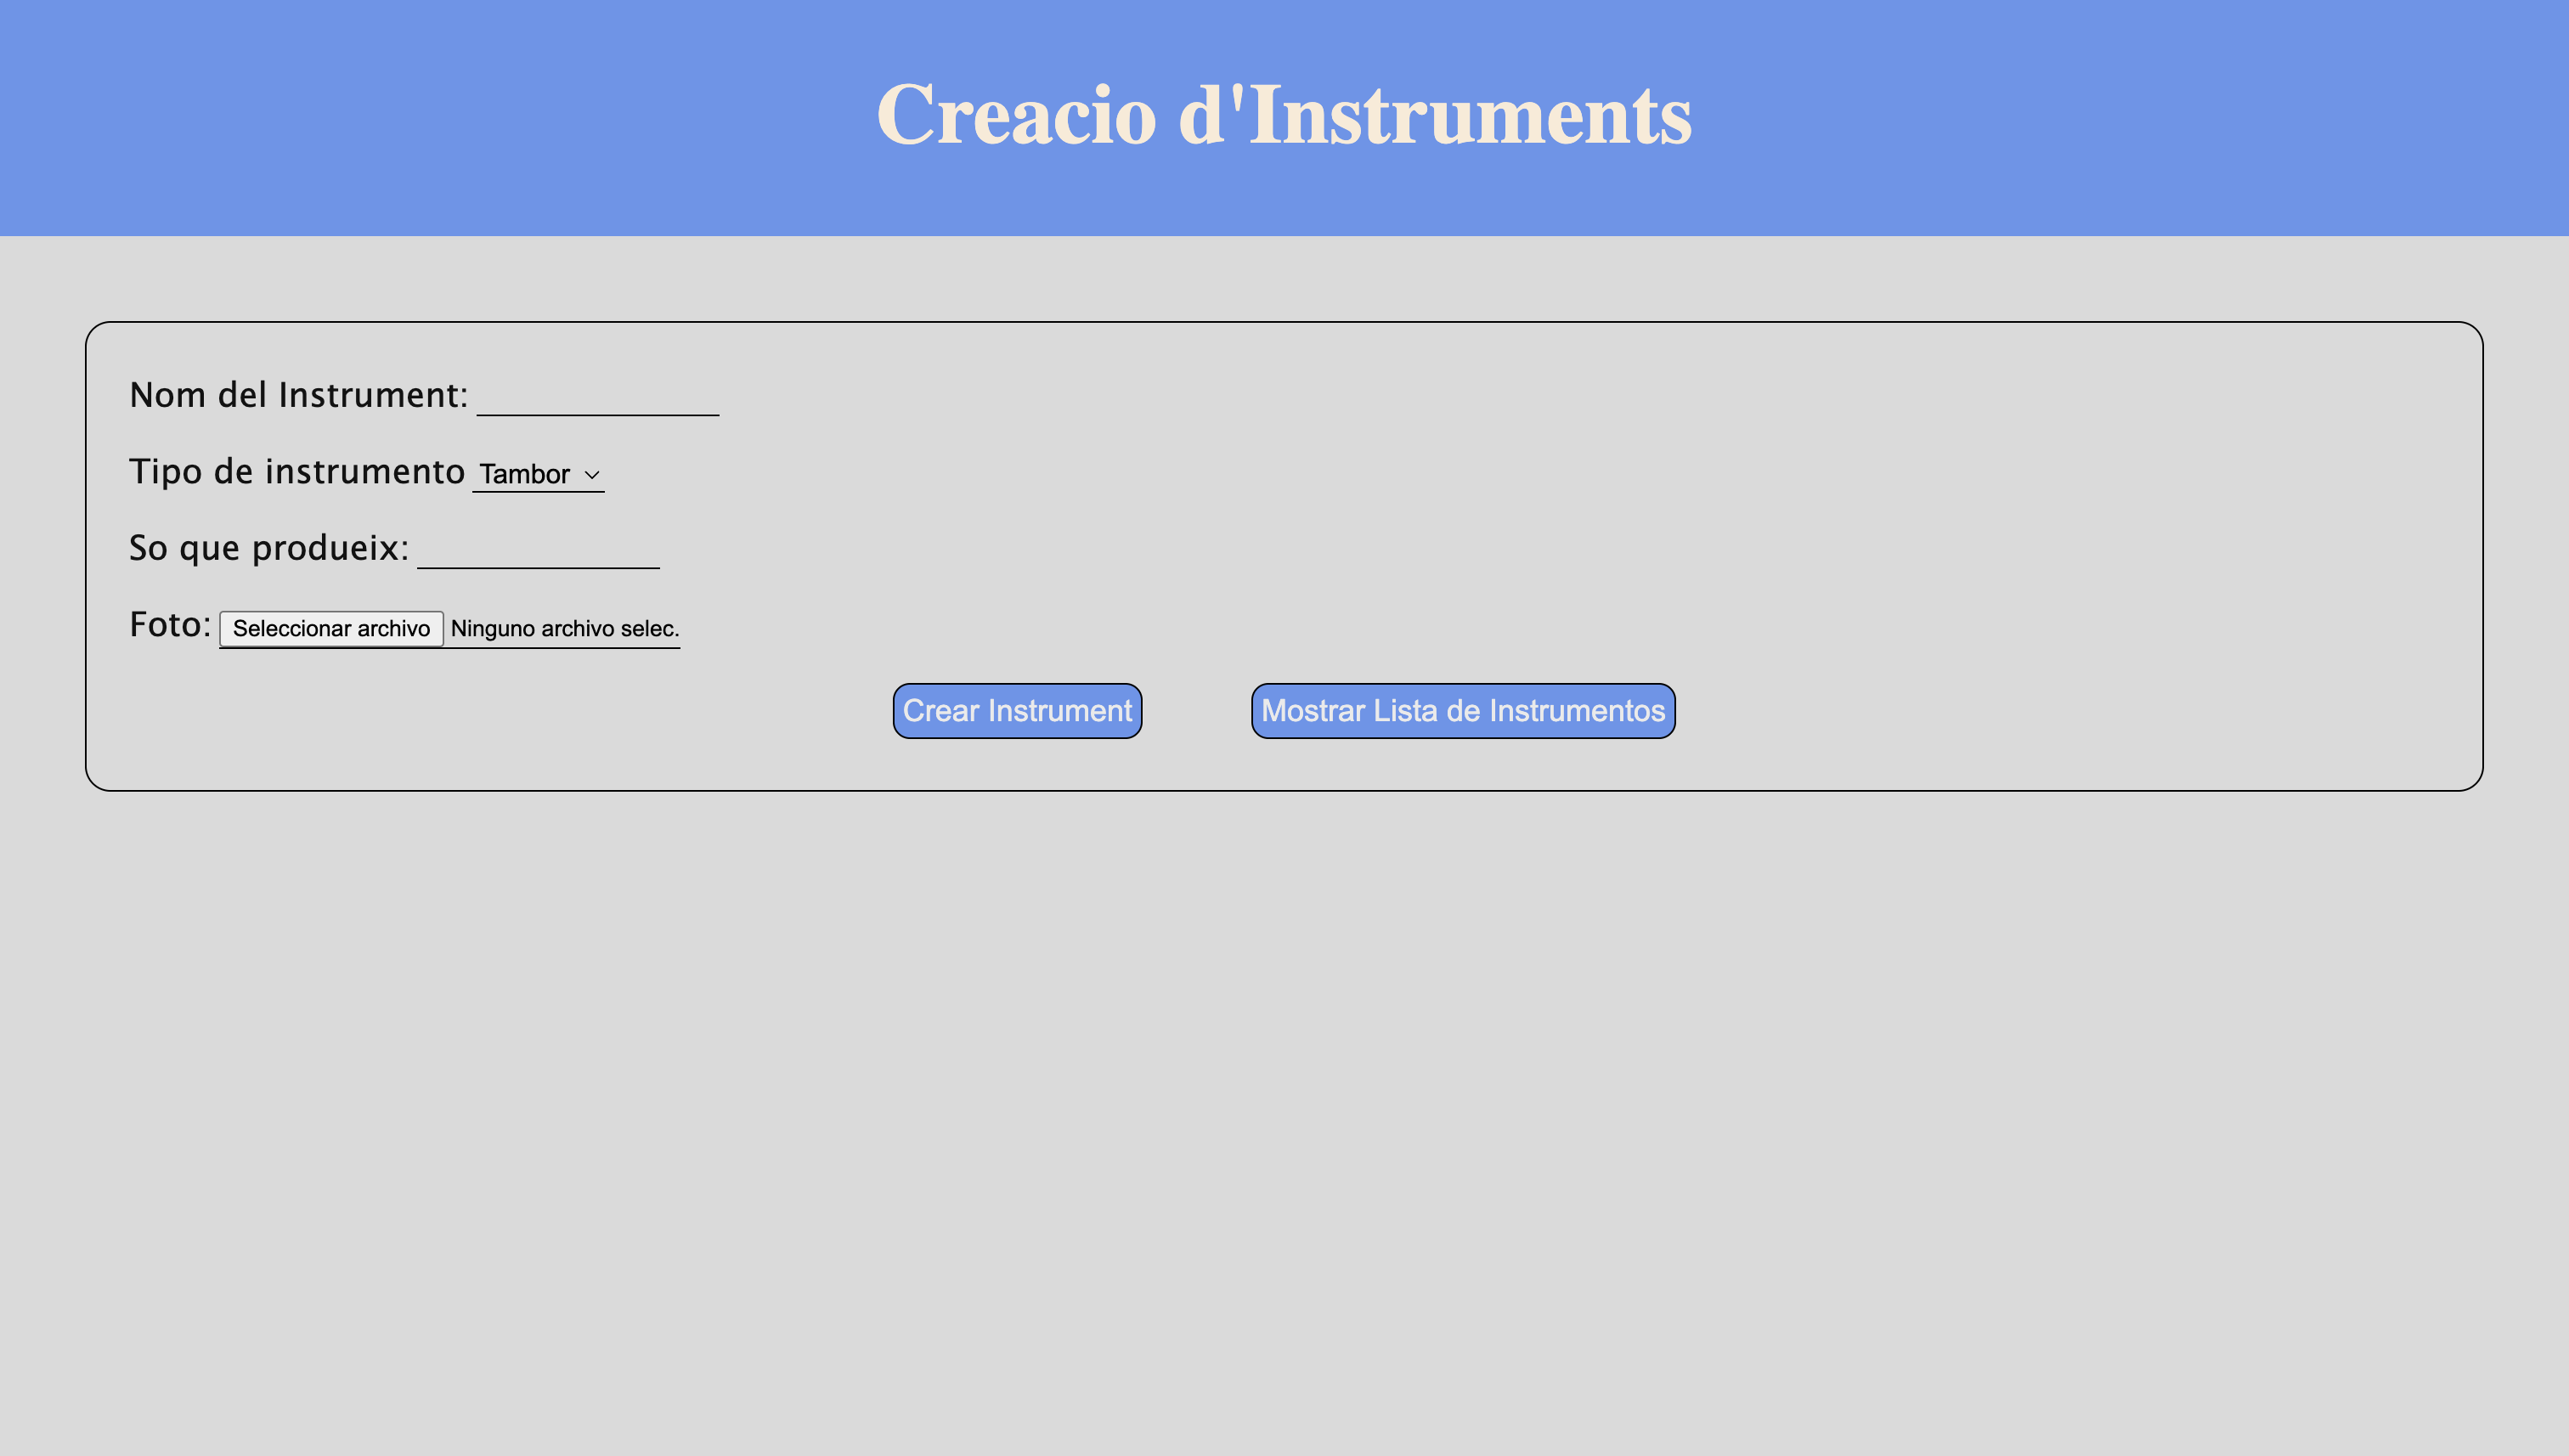 Creacio d'Instruments
Nom del Instrument:
Tipo de instrumento Tambor
So que produeix:
Foto: Seleccionar archivo Ninguno archivo selec.
Crear Instrument Mostrar Lista de Instrumentos